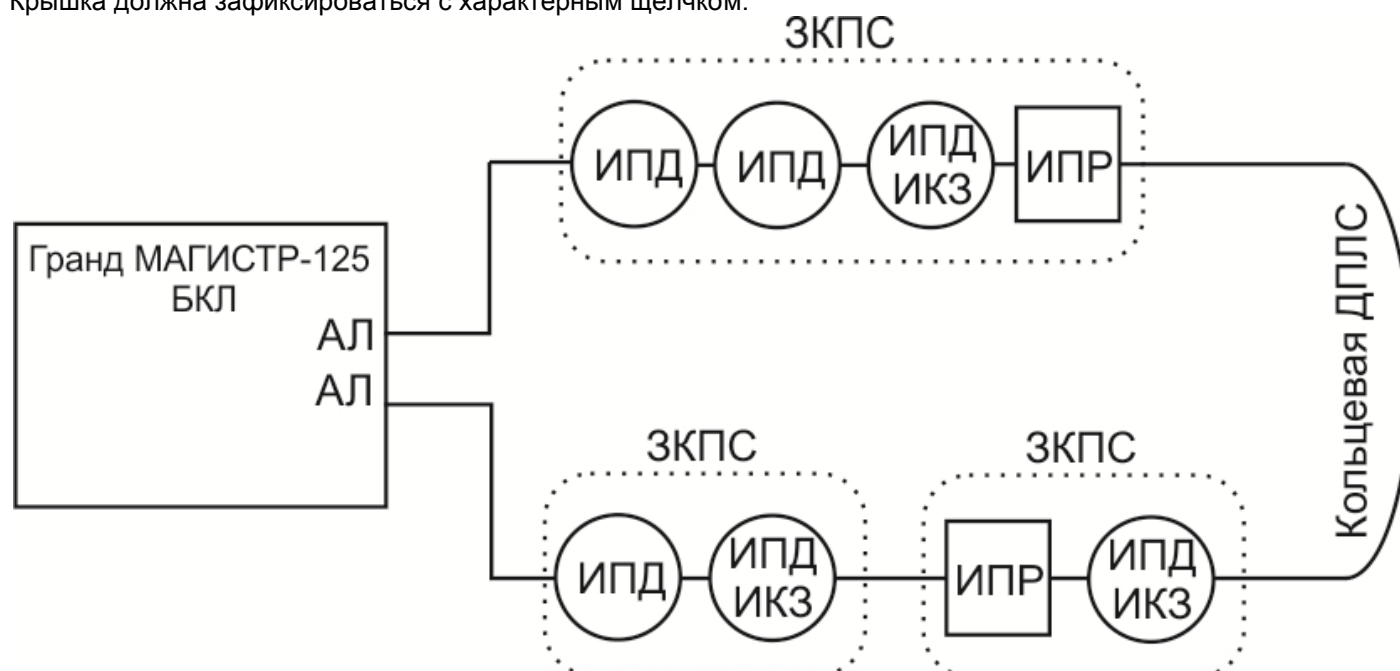 Крышка должна зафиксироваться с характерным щелчком.
ЗКПС
ИПД
ИПД
ИПД
ИКЗ
ИПР
Гранд МАГИСТР-125
БКЛ
АЛ
АЛ
Кольцевая ДПЛС
ЗКПС
ЗКПС
ИПД
ИПД
ИКЗ
ИПР
ИПД
ИКЗ